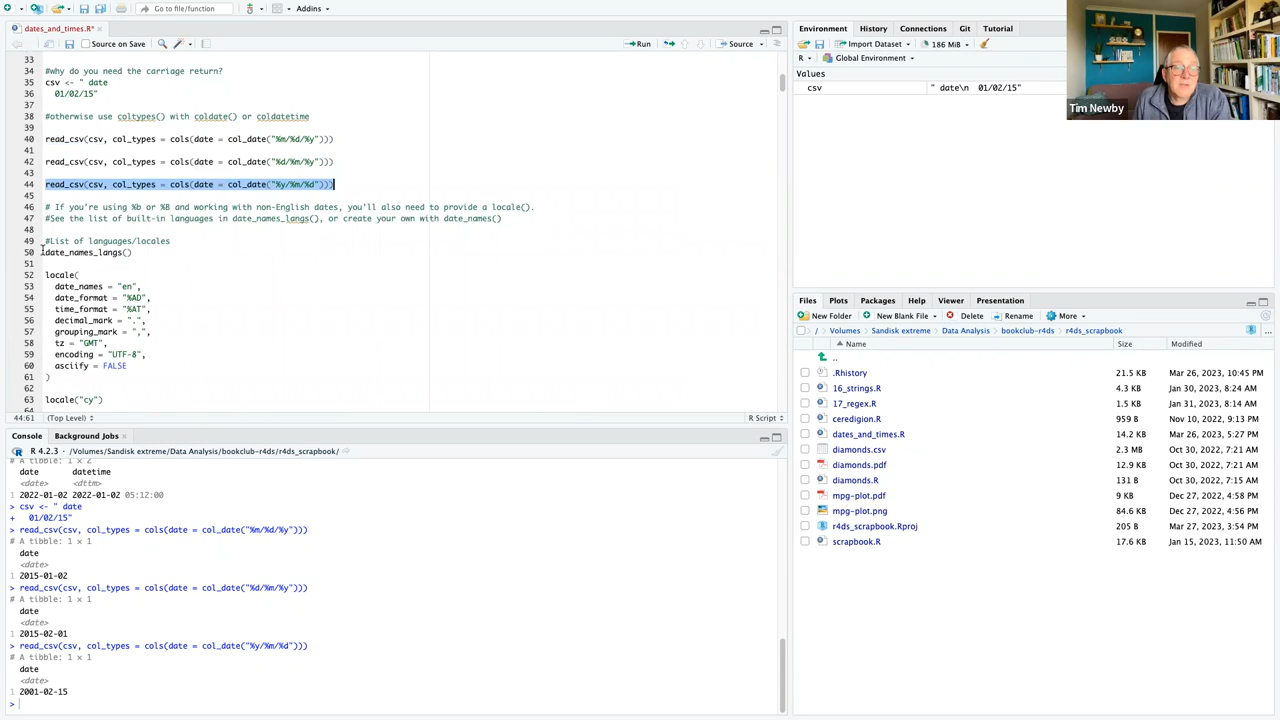 Go to file/function
Addins
dates_and_times.R*
Source on Save
Run
Source
33
34 #Why do you need the carriage return?
35 csv <- " date
36 01/02/15"
37
38 #otherwise use coltypes() with coldate() or coldatetime
39
40 read_csv(csv, col_types = cols(date = col_date("%m/%d/%y")))
41
42 read_csv(csv, col_types = cols(date = col_date("%d/%m/%y")))
43
44 read_csv(csv, col_types = cols(date = col_date("%y/%m/%d")))
45
46 # If you're using %b or %B and working with non-English dates, you'll also need to provide a locale().
47 #See the list of built-in languages in date_names_langs(), or create your own with date_names()
48
49 #List of languages/locales
50 date_names_langs()
51
52 locale(
53 date_names = "en",
54 date_format = "%AD",
55 time_format = "%AT",
56 decimal_mark = ".",
57 grouping_mark = ",",
58 tz = "GMT",
59 encoding = "UTF-8",
60 asciify = FALSE
61 )
62
63 locale("cy")
44:61 (Top Level) R Script
Console Background Jobs
R 4.2.3 · /Volumes/Sandisk extreme/Data Analysis/bookclub-r4ds/r4ds_scrapbook/
# A tibble: 1 × 2
date datetime
<date> <dttm>
1 2022-01-02 2022-01-02 05:12:00
> csv <- " date
+ 01/02/15"
> read_csv(csv, col_types = cols(date = col_date("%m/%d/%y")))
# A tibble: 1 × 1
date
<date>
1 2015-01-02
> read_csv(csv, col_types = cols(date = col_date("%d/%m/%y")))
# A tibble: 1 × 1
date
<date>
1 2015-02-01
> read_csv(csv, col_types = cols(date = col_date("%y/%m/%d")))
# A tibble: 1 × 1
date
<date>
1 2001-02-15
>
Environment History Connections Git Tutorial
Import Dataset 186 MiB
R Global Environment
Values
csv " date\n 01/02/15"
Tim Newby
Files Plots Packages Help Viewer Presentation
New Folder New Blank File Delete Rename More
/ Volumes Sandisk extreme Data Analysis bookclub-r4ds r4ds_scrapbook ...
Name Size Modified
..
.Rhistory 21.5 KB Mar 26, 2023, 10:45 PM
16_strings.R 4.3 KB Jan 30, 2023, 8:24 AM
17_regex.R 1.5 KB Jan 31, 2023, 8:24 AM
ceredigion.R 959 B Nov 10, 2022, 9:13 PM
dates_and_times.R 14.2 KB Mar 26, 2023, 5:27 PM
diamonds.csv 2.3 MB Oct 30, 2022, 7:21 AM
diamonds.pdf 12.9 KB Oct 30, 2022, 7:21 AM
diamonds.R 131 B Oct 30, 2022, 7:15 AM
mpg-plot.pdf 9 KB Dec 27, 2022, 4:58 PM
mpg-plot.png 84.6 KB Dec 27, 2022, 4:56 PM
r4ds_scrapbook.Rproj 205 B Mar 27, 2023, 3:54 PM
scrapbook.R 17.6 KB Jan 15, 2023, 11:50 AM